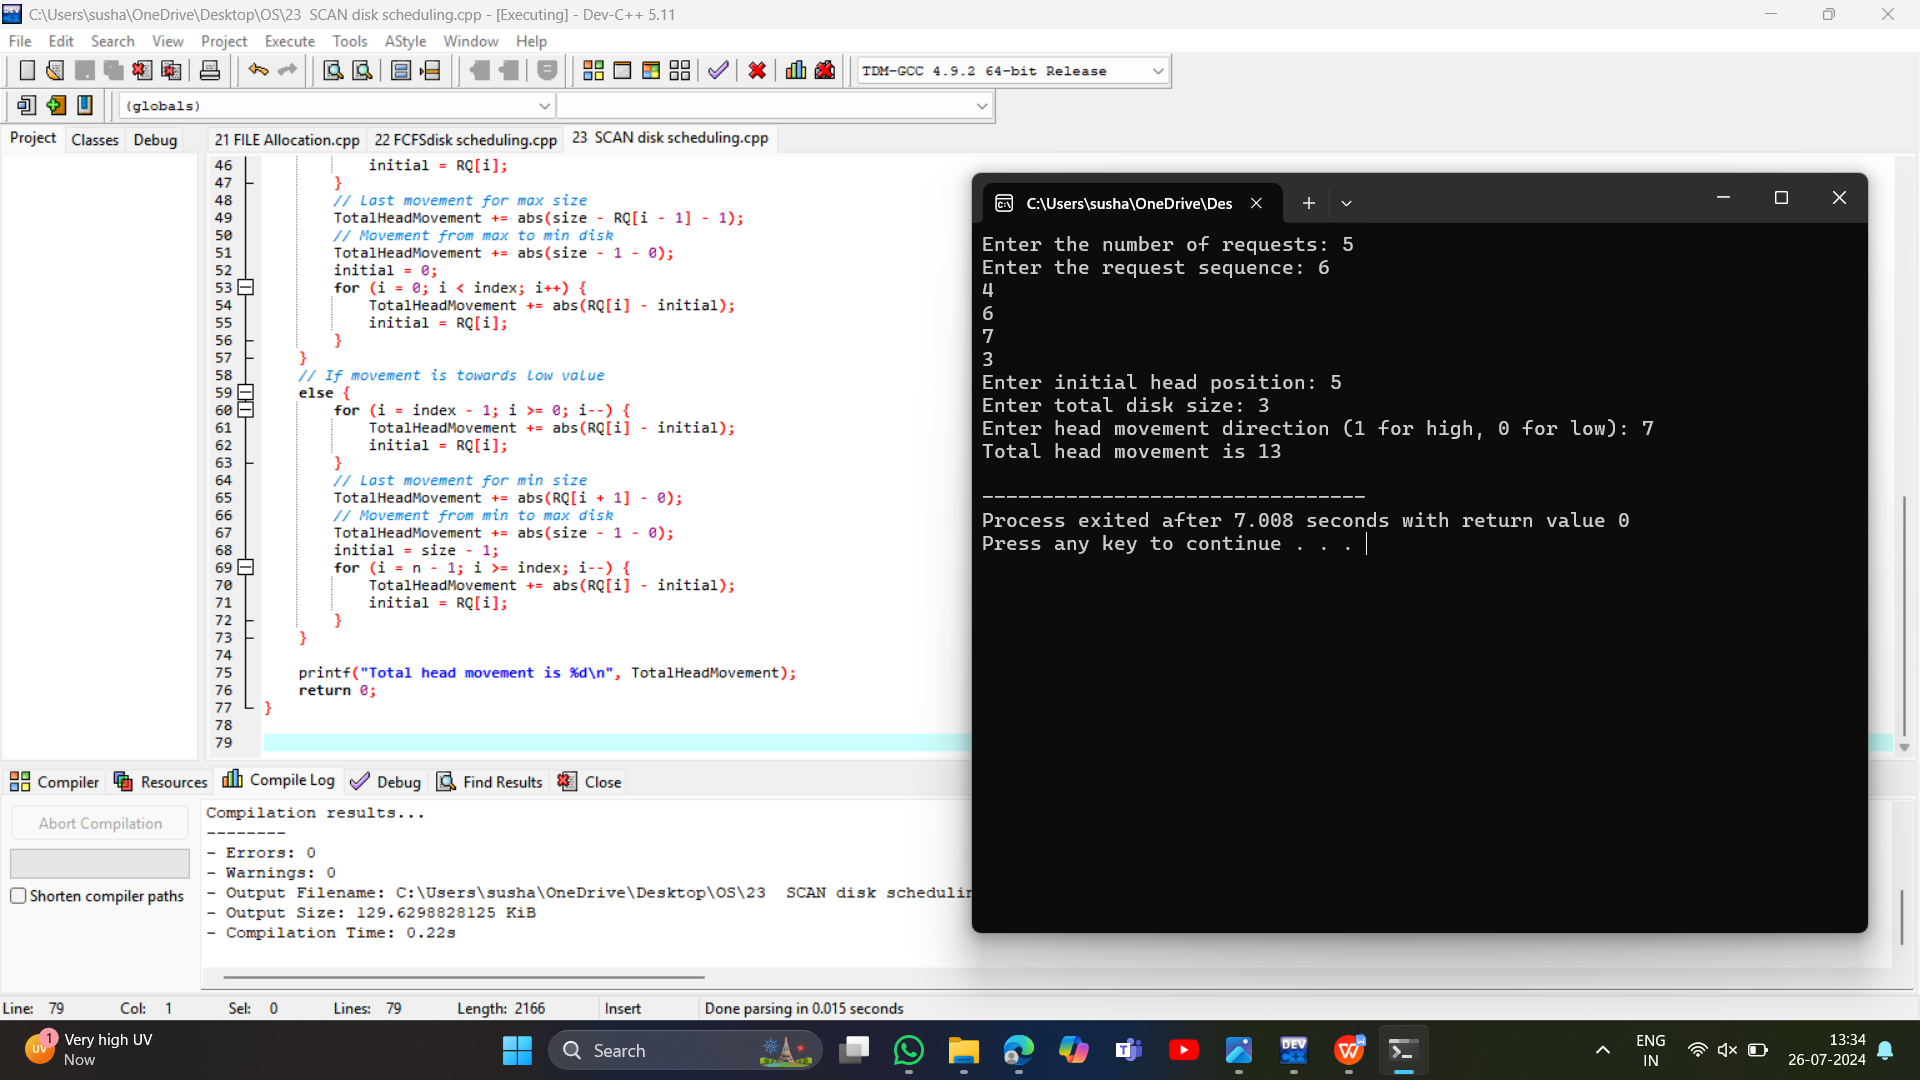 C:\Users\susha\OneDrive\Desktop\OS\23  SCAN disk scheduling.cpp - [Executing] - Dev-C++ 5.11
File Edit Search View Project Execute Tools AStyle Window Help
TDM-GCC 4.9.2 64-bit Release
(globals)
Project Classes Debug
21 FILE Allocation.cpp 22 FCFSdisk scheduling.cpp 23  SCAN disk scheduling.cpp
46 initial = RQ[i];
47 }
48 // Last movement for max size
49 TotalHeadMovement += abs(size - RQ[i - 1] - 1);
50 // Movement from max to min disk
51 TotalHeadMovement += abs(size - 1 - 0);
52 initial = 0;
53 for (i = 0; i < index; i++) {
54 TotalHeadMovement += abs(RQ[i] - initial);
55 initial = RQ[i];
56 }
57 }
58 // If movement is towards low value
59 else {
60 for (i = index - 1; i >= 0; i--) {
61 TotalHeadMovement += abs(RQ[i] - initial);
62 initial = RQ[i];
63 }
64 // Last movement for min size
65 TotalHeadMovement += abs(RQ[i + 1] - 0);
66 // Movement from min to max disk
67 TotalHeadMovement += abs(size - 1 - 0);
68 initial = size - 1;
69 for (i = n - 1; i >= index; i--) {
70 TotalHeadMovement += abs(RQ[i] - initial);
71 initial = RQ[i];
72 }
73 }
74
75 printf("Total head movement is %d\n", TotalHeadMovement);
76 return 0;
77 }
78
79
C:\Users\susha\OneDrive\Des
Enter the number of requests: 5
Enter the request sequence: 6
4
6
7
3
Enter initial head position: 5
Enter total disk size: 3
Enter head movement direction (1 for high, 0 for low): 7
Total head movement is 13
--------------------------------
Process exited after 7.008 seconds with return value 0
Press any key to continue . . .
Compiler Resources Compile Log Debug Find Results Close
Abort Compilation
Shorten compiler paths
Compilation results...
--------
- Errors: 0
- Warnings: 0
- Output Filename: C:\Users\susha\OneDrive\Desktop\OS\23  SCAN disk schedulin
- Output Size: 129.6298828125 KiB
- Compilation Time: 0.22s
Line: 79 Col: 1 Sel: 0 Lines: 79 Length: 2166 Insert Done parsing in 0.015 seconds
UV 1 Very high UV
Now
Search
DEV
W
ENG
IN
13:34
26-07-2024